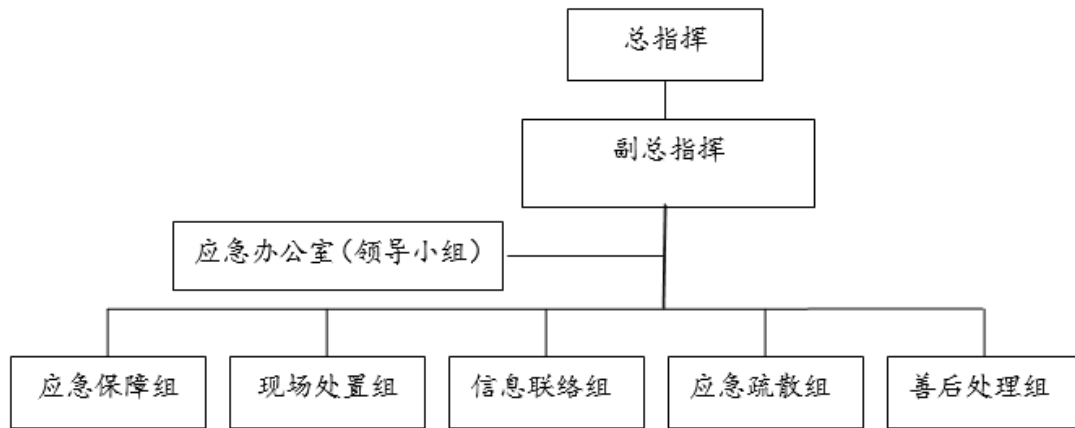 总指挥
副总指挥
应急办公室（领导小组）
应急保障组
现场处置组
信息联络组
应急疏散组
善后处理组